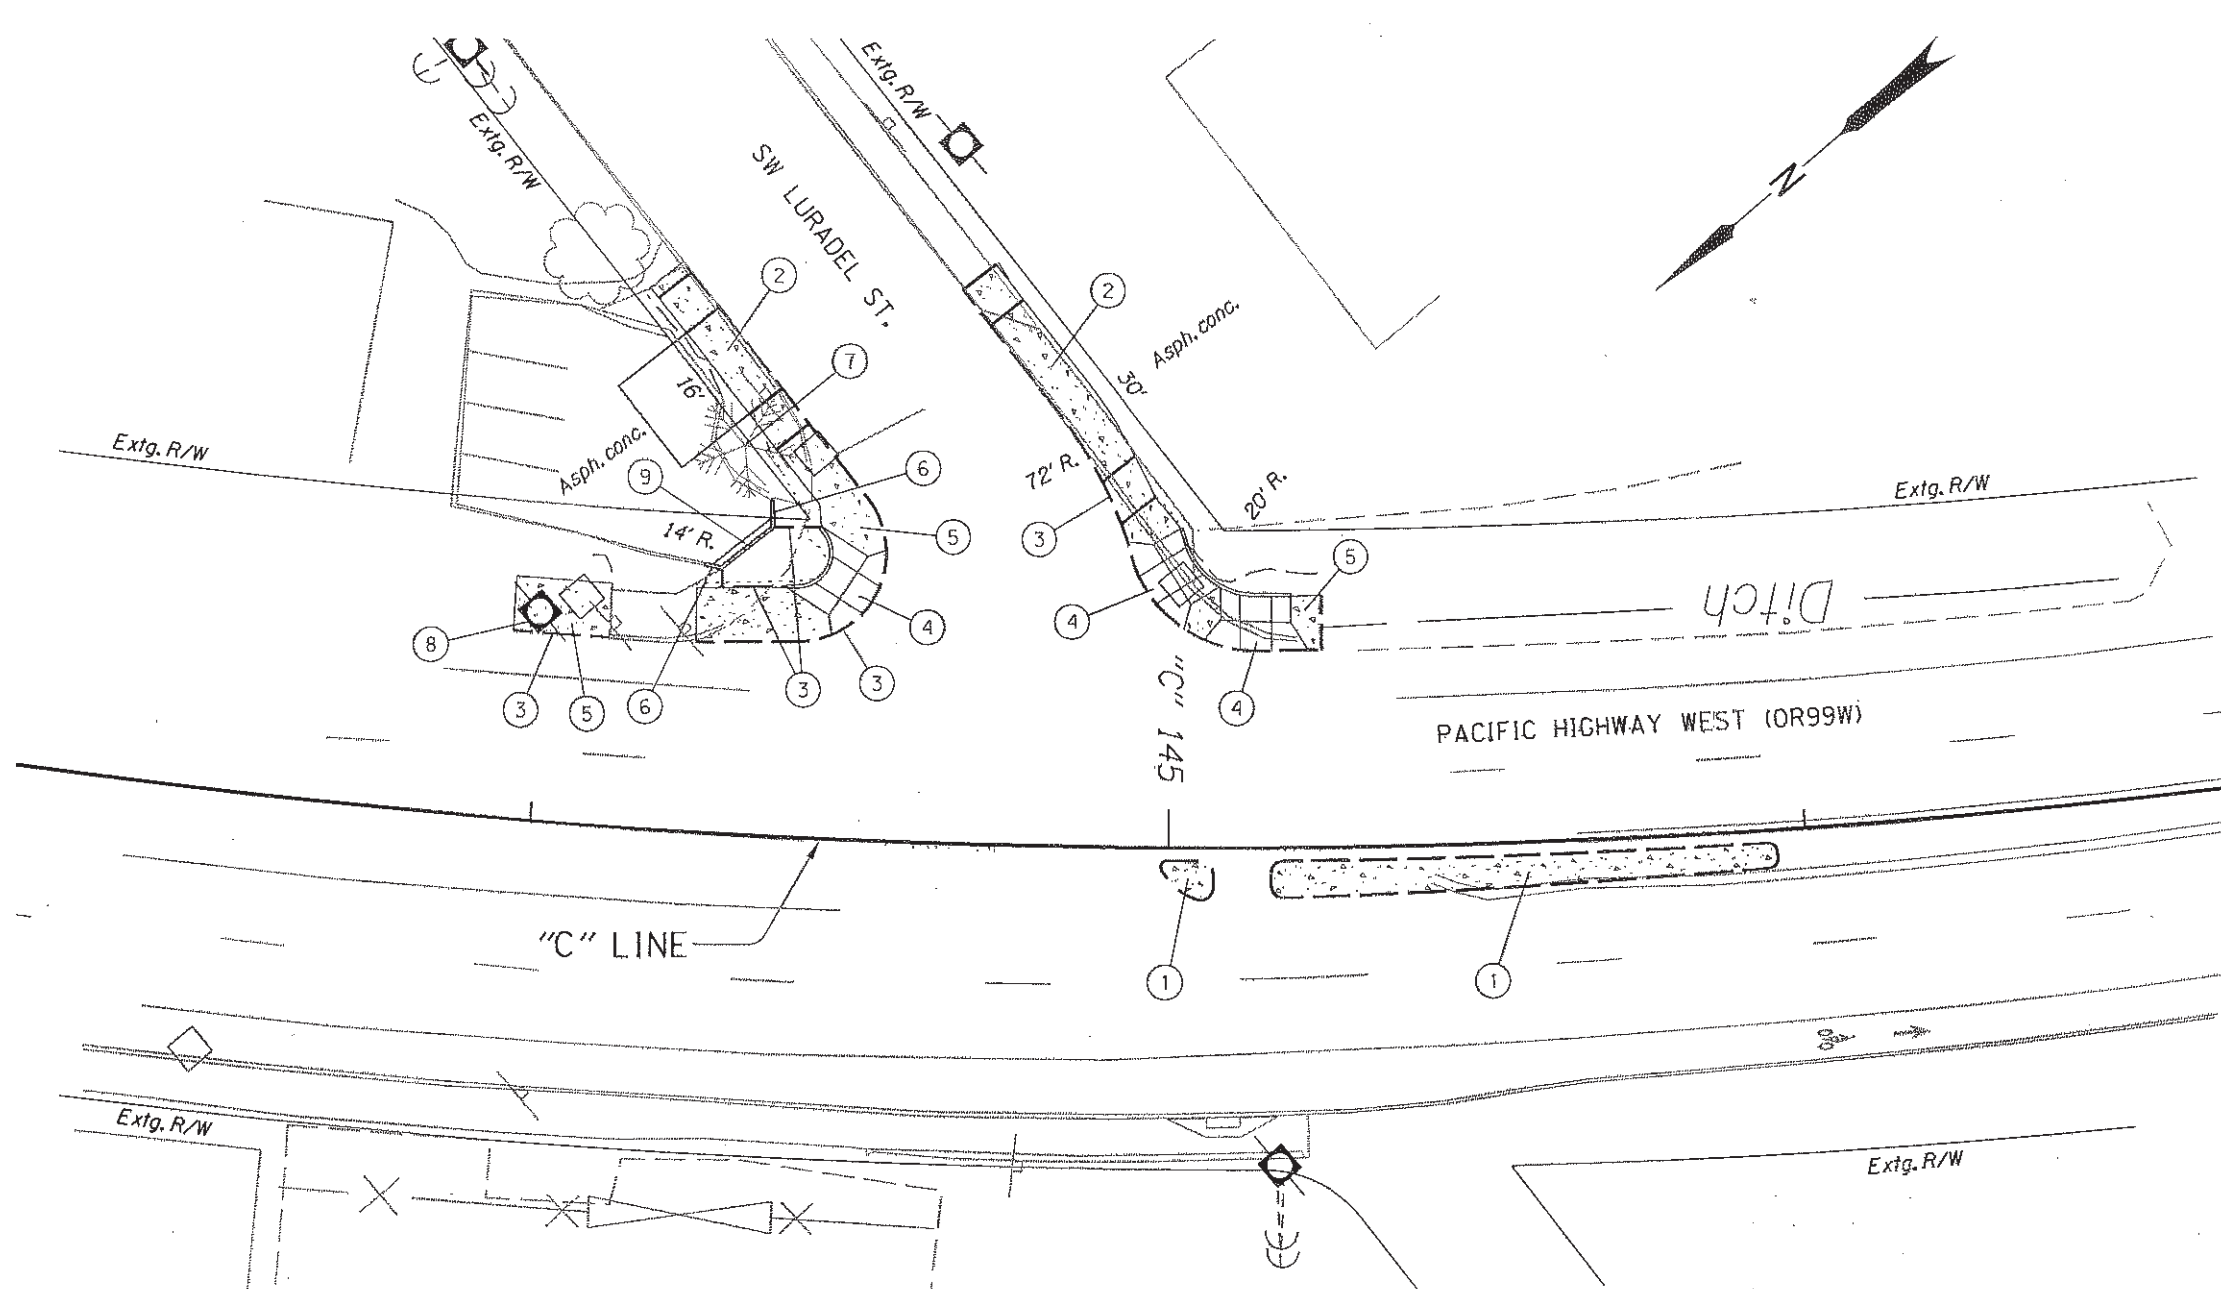 Extg. R/W
Extg. R/W
N
SW LURADEL ST.
2
2
7
16'
30'
Asph. conc.
Asph. conc.
Extg. R/W
9
6
14' R.
72' R.
20' R.
Extg. R/W
5
3
5
8
4
4
Ditch
3
5
6
3
3
4
"C" 145
PACIFIC HIGHWAY WEST (OR99W)
"C" LINE
1
1
Extg. R/W
Extg. R/W